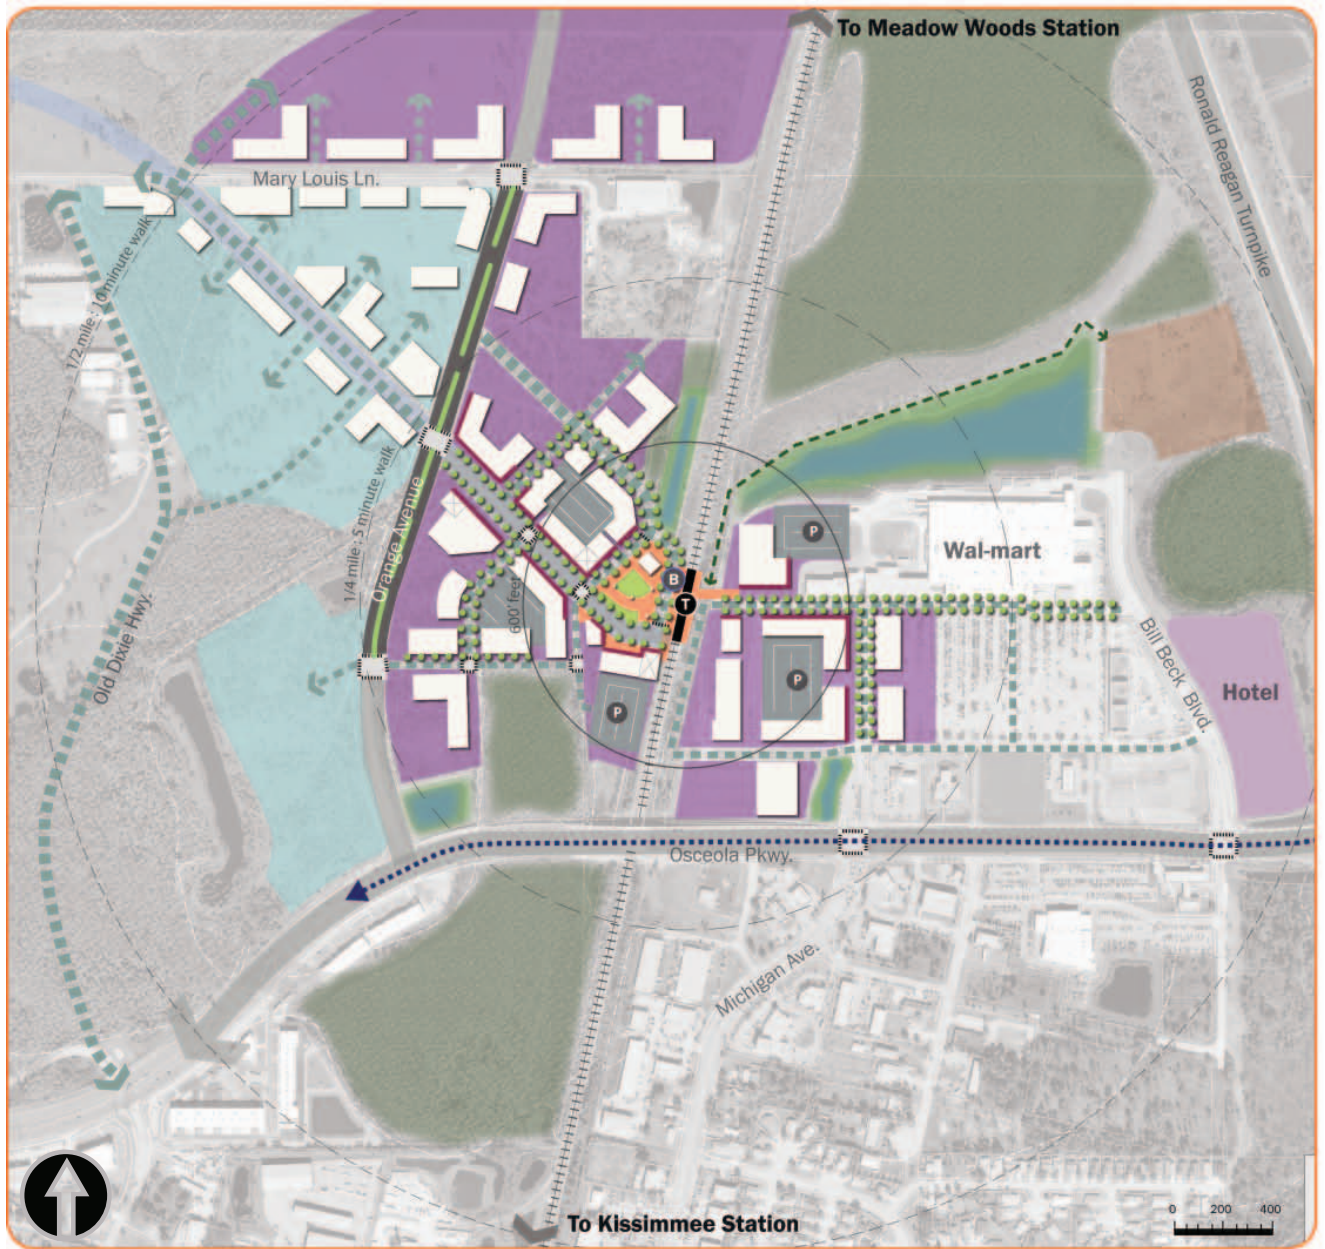 To Meadow Woods Station
Ronald Reagan Turnpike
Mary Louis Ln.
1/2 mile : 10 minute walk
1/4 mile : 5 minute walk
Orange Avenue
600' feet
P
Wal-mart
B
T
Old Dixie Hwy.
Bill Beck Blvd.
P
Hotel
P
Osceola Pkwy.
Michigan Ave.
To Kissimmee Station
0 200 400